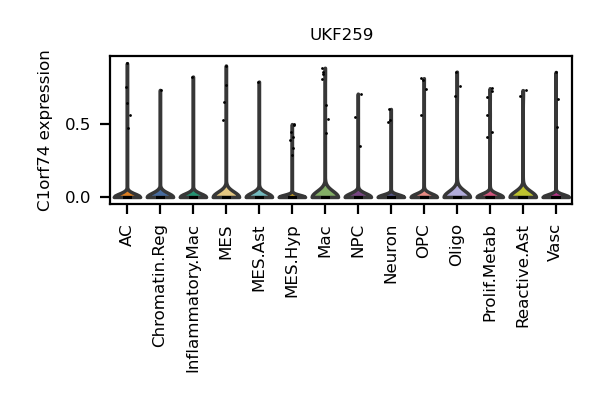 UKF259
C1orf74 expression
0.5
0.0
AC
Chromatin.Reg
Inflammatory.Mac
MES
MES.Ast
MES.Hyp
Mac
NPC
Neuron
OPC
Oligo
Prolif.Metab
Reactive.Ast
Vasc